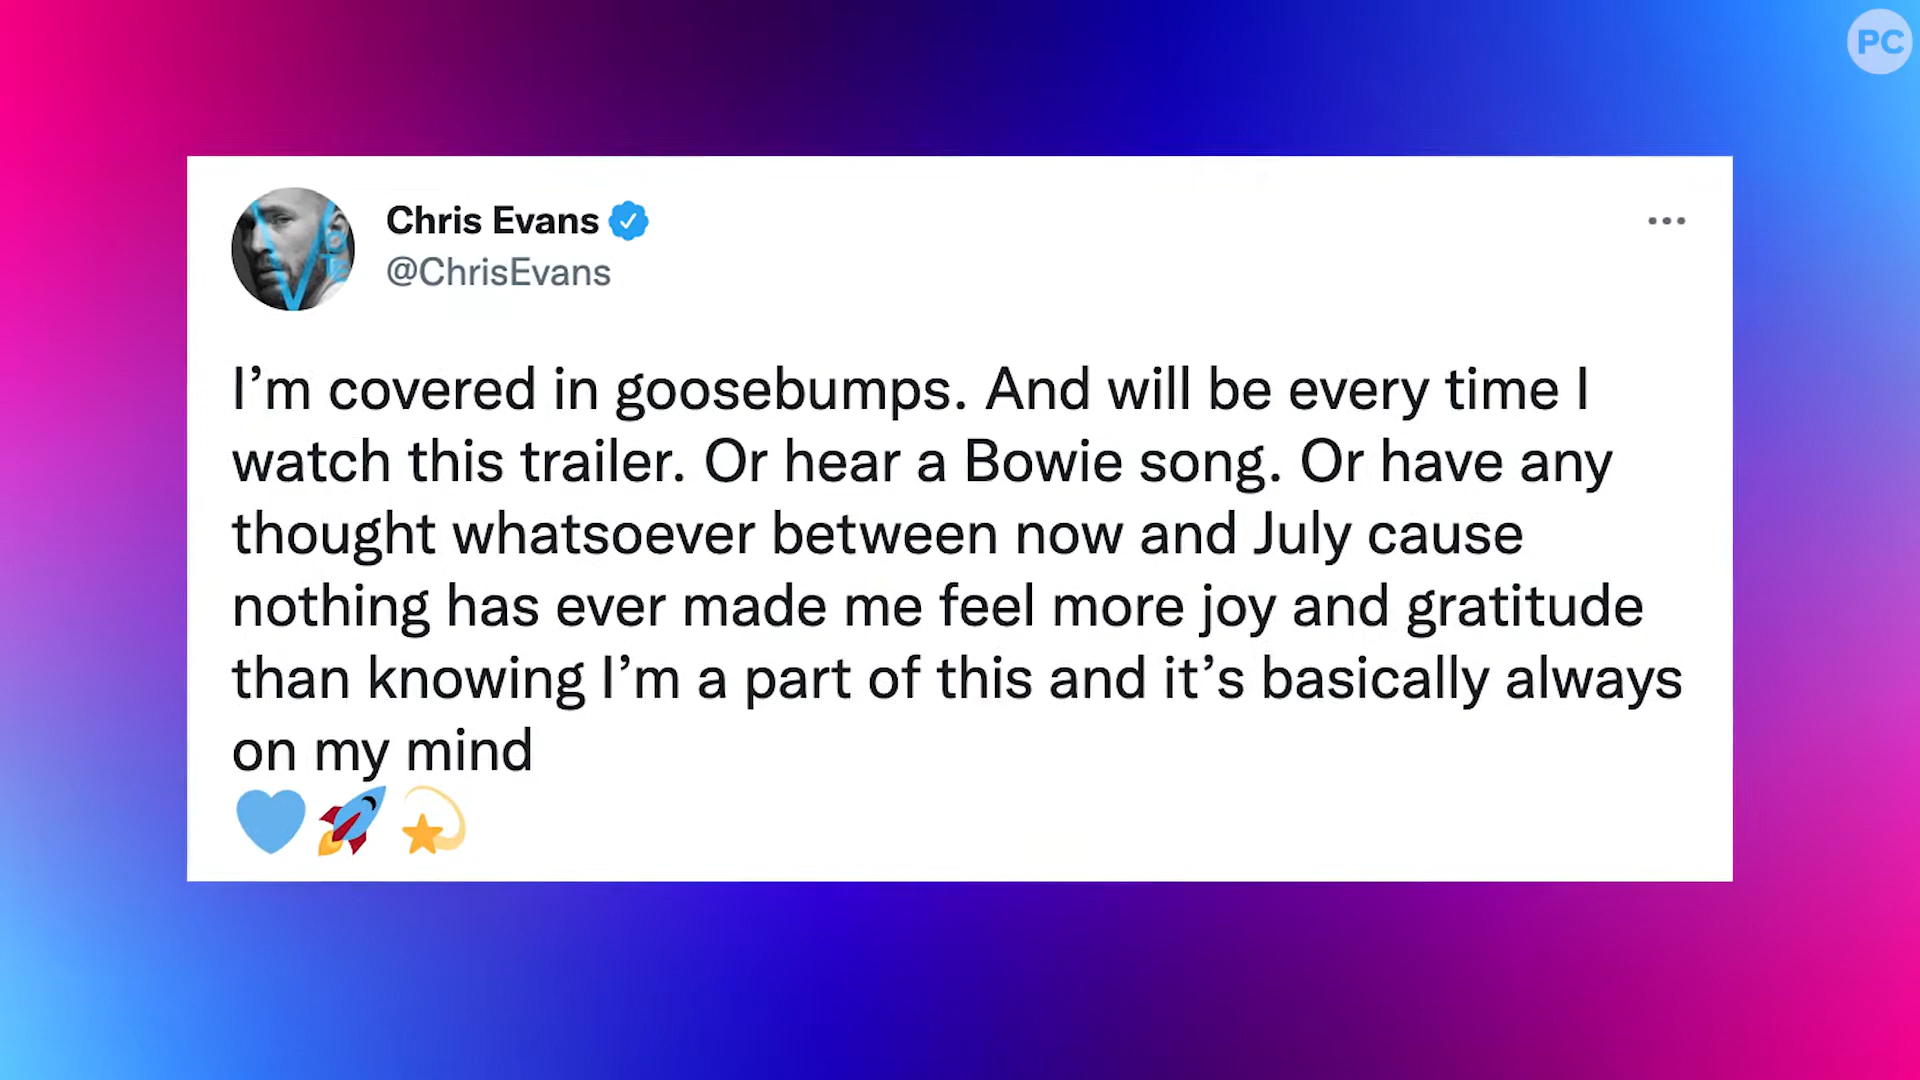 PC
Chris Evans
@ChrisEvans
I’m covered in goosebumps. And will be every time I
watch this trailer. Or hear a Bowie song. Or have any
thought whatsoever between now and July cause
nothing has ever made me feel more joy and gratitude
than knowing I’m a part of this and it’s basically always
on my mind